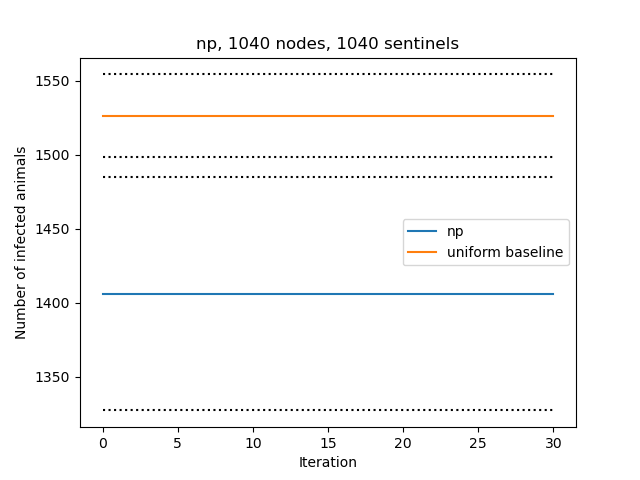 np, 1040 nodes, 1040 sentinels
1550
1500
1450
1400
1350
Number of infected animals
np
uniform baseline
0 5 10 15 20 25 30
Iteration